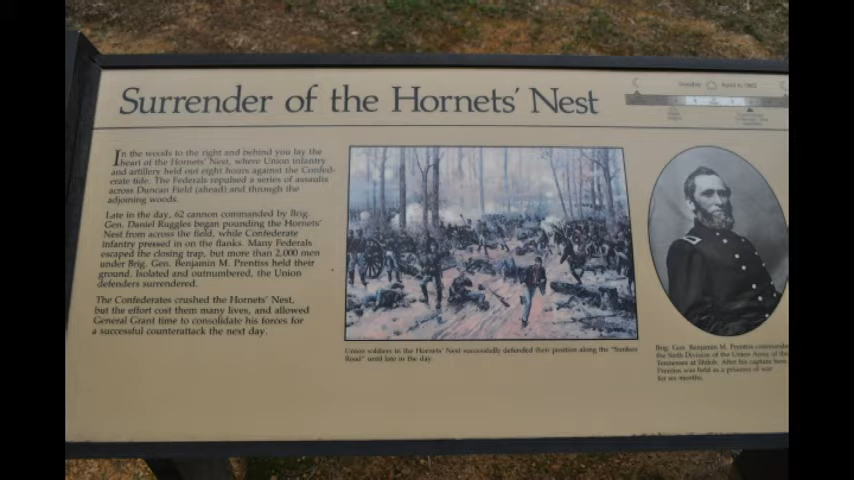 Surrender of the Hornets' Nest
Shiloh April 6, 1862
In the woods to the right and behind you lay the
heart of the Hornets' Nest, where Union infantry
and artillery held out eight hours against the Confed-
erate tide. The Federals repulsed a series of assaults
across Duncan Field (ahead) and through the
adjoining woods.
Late in the day, 62 cannon commanded by Brig.
Gen. Daniel Ruggles began pounding the Hornets'
Nest from across the field, while Confederate
infantry pressed in on the flanks. Many Federals
escaped the closing trap, but more than 2,000 men
under Brig. Gen. Benjamin M. Prentiss held their
ground. Isolated and outnumbered, the Union
defenders surrendered.
The Confederates crushed the Hornets' Nest,
but the effort cost them many lives, and allowed
General Grant time to consolidate his forces for
a successful counterattack the next day.
Union soldiers in the Hornets' Nest successfully defended their position along the "Sunken
Road" until late in the day.
Brig. Gen. Benjamin M. Prentiss commanded
the Sixth Division of the Union Army of the
Tennessee at Shiloh. After his capture here
Prentiss was held as a prisoner of war
for six months.